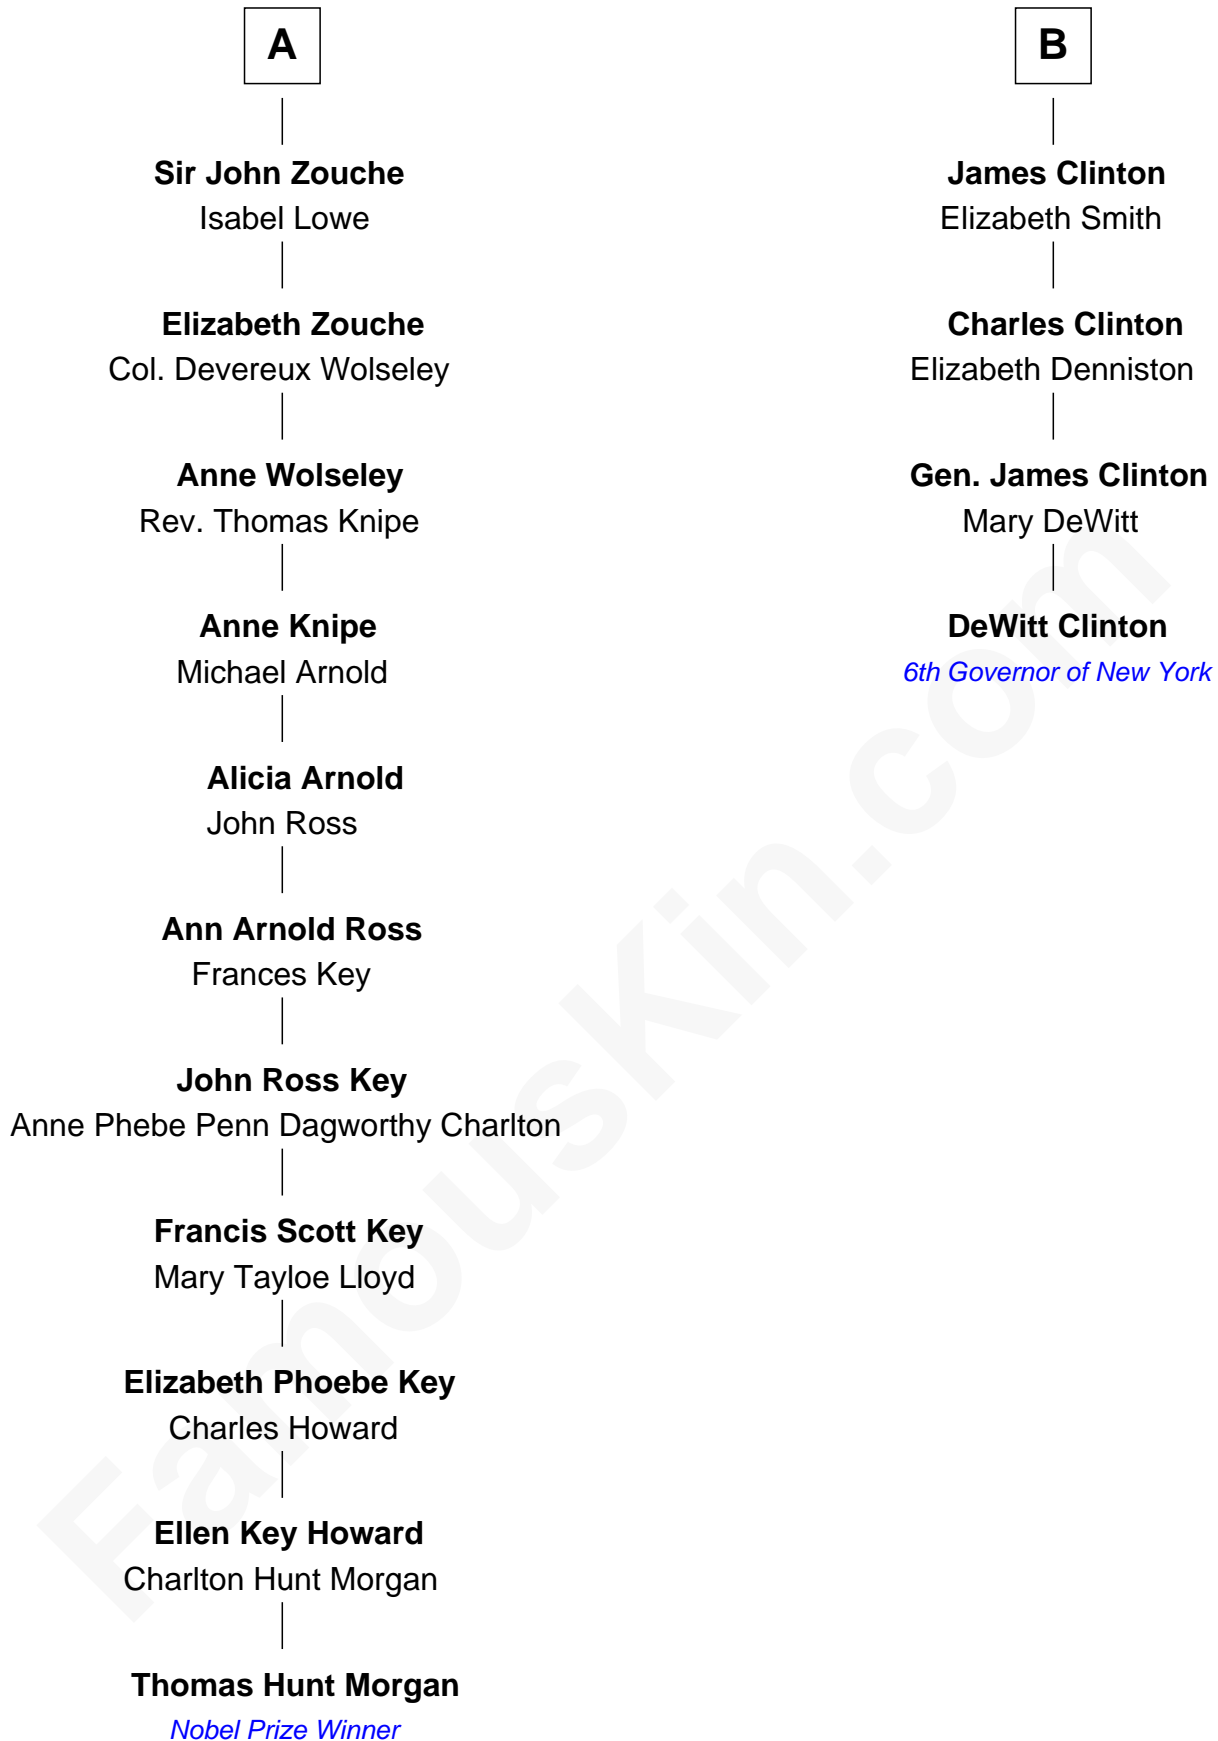 A
Sir John Zouche
Isabel Lowe
Elizabeth Zouche
Col. Devereux Wolseley
Anne Wolseley
Rev. Thomas Knipe
Anne Knipe
Michael Arnold
Alicia Arnold
John Ross
Ann Arnold Ross
Frances Key
John Ross Key
Anne Phebe Penn Dagworthy Charlton
Francis Scott Key
Mary Tayloe Lloyd
Elizabeth Phoebe Key
Charles Howard
Ellen Key Howard
Charlton Hunt Morgan
Thomas Hunt Morgan
Nobel Prize Winner
B
James Clinton
Elizabeth Smith
Charles Clinton
Elizabeth Denniston
Gen. James Clinton
Mary DeWitt
DeWitt Clinton
6th Governor of New York
FamousKin.com